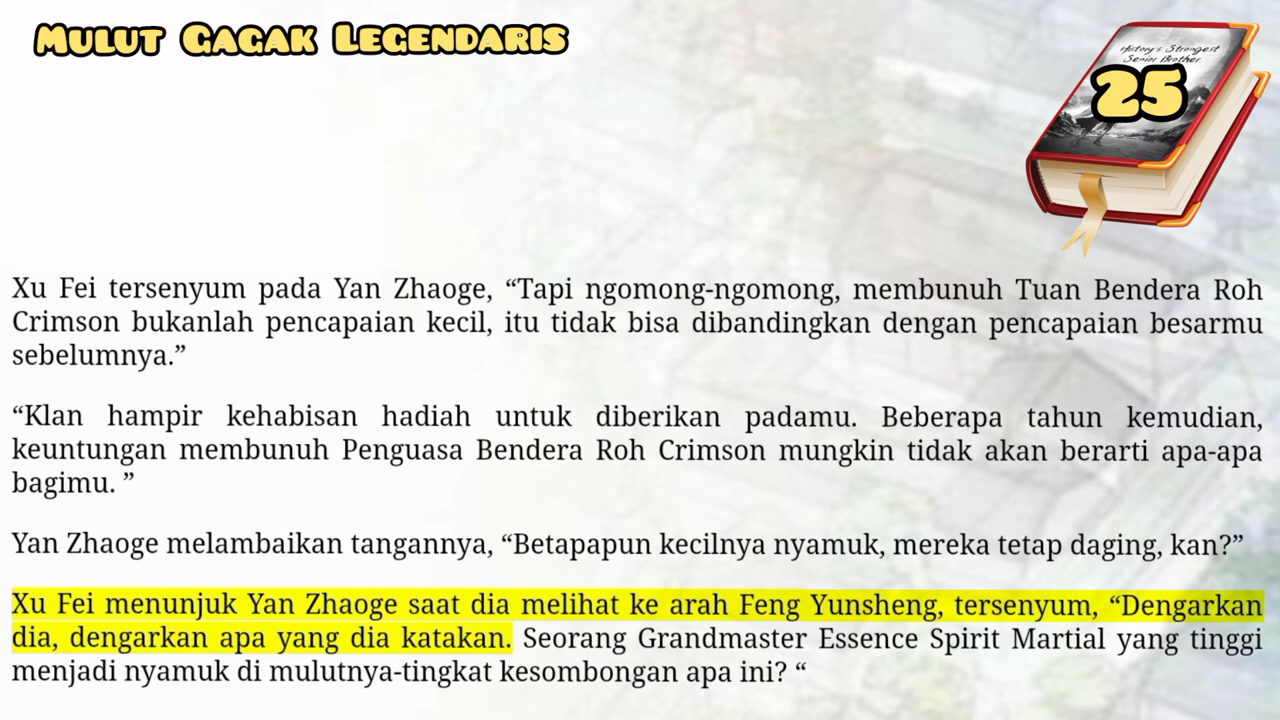 Mulut Gagak Legendaris
History's Strongest
Senior Brother
25
Xu Fei tersenyum pada Yan Zhaoge, “Tapi ngomong-ngomong, membunuh Tuan Bendera Roh
Crimson bukanlah pencapaian kecil, itu tidak bisa dibandingkan dengan pencapaian besarmu
sebelumnya.”
“Klan hampir kehabisan hadiah untuk diberikan padamu. Beberapa tahun kemudian,
keuntungan membunuh Penguasa Bendera Roh Crimson mungkin tidak akan berarti apa-apa
bagimu. ”
Yan Zhaoge melambaikan tangannya, “Betapapun kecilnya nyamuk, mereka tetap daging, kan?”
Xu Fei menunjuk Yan Zhaoge saat dia melihat ke arah Feng Yunsheng, tersenyum, “Dengarkan
dia, dengarkan apa yang dia katakan. Seorang Grandmaster Essence Spirit Martial yang tinggi
menjadi nyamuk di mulutnya-tingkat kesombongan apa ini? “